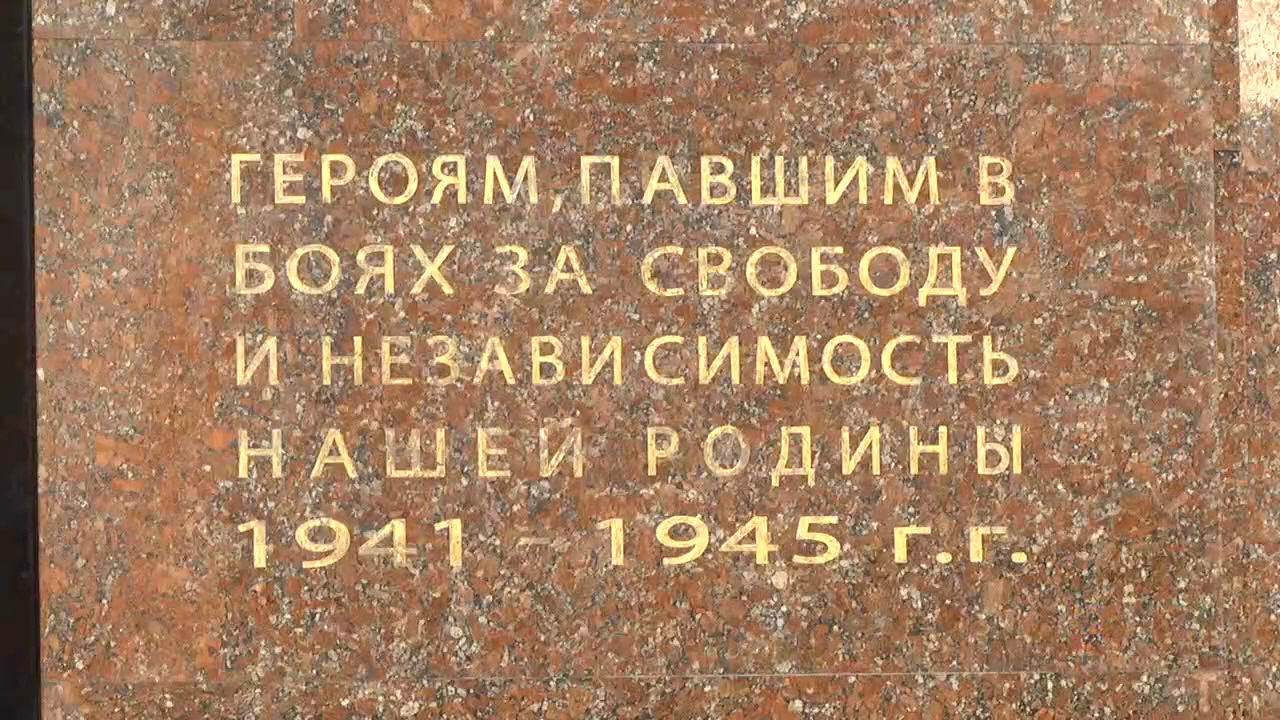 ГЕРОЯМ, ПАВШИМ В
БОЯХ ЗА СВОБОДУ
И НЕЗАВИСИМОСТЬ
НАШЕЙ РОДИНЫ
1941 - 1945 г.г.